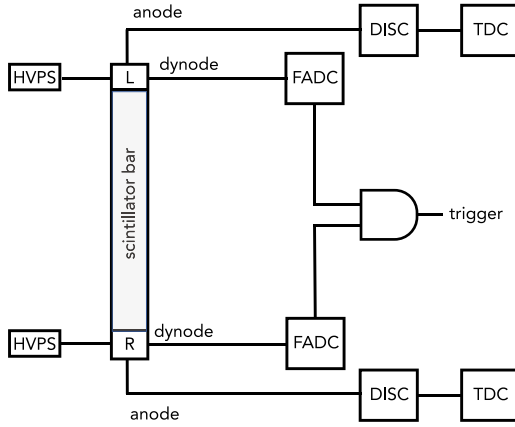 anode
DISC
TDC
dynode
HVPS
L
FADC
scintillator bar
trigger
HVPS
R
dynode
FADC
DISC
TDC
anode